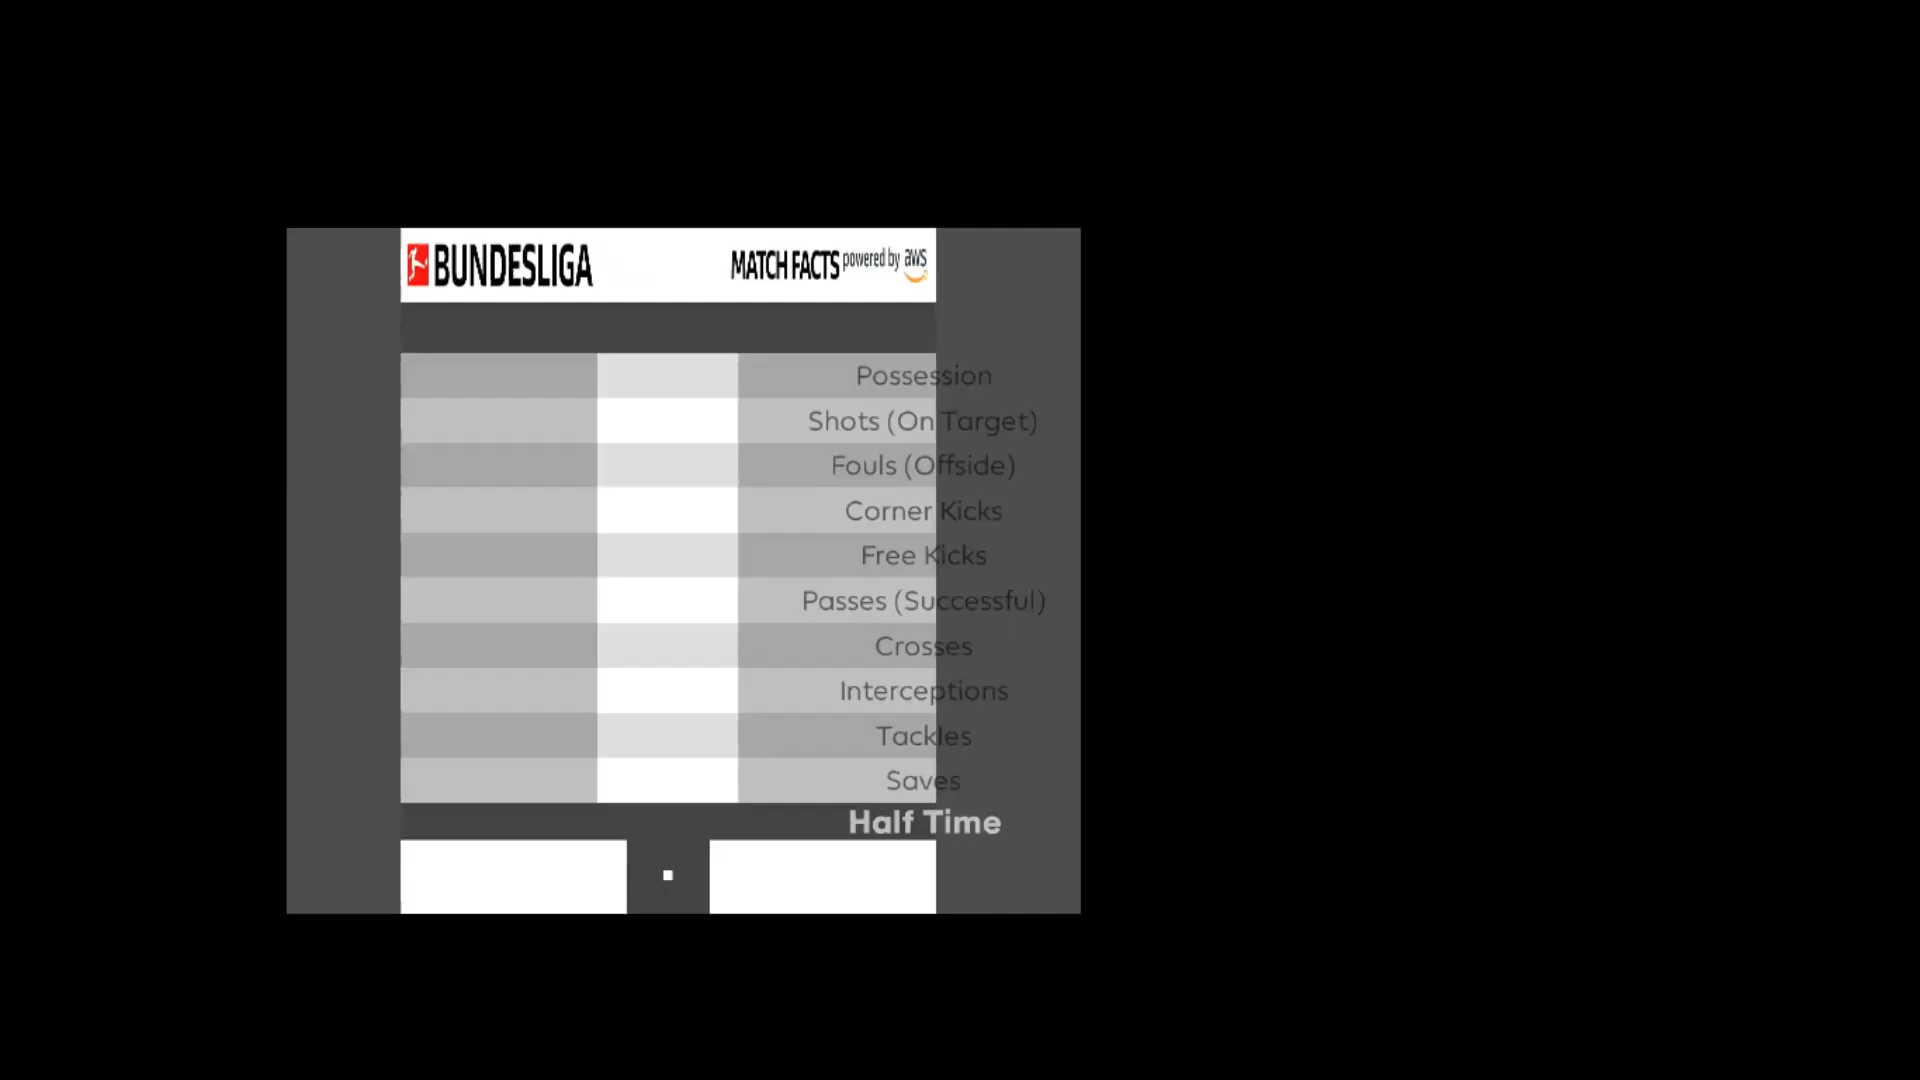 BUNDESLIGA MATCH FACTS powered by aws
Possession
Shots (On Target)
Fouls (Offside)
Corner Kicks
Free Kicks
Passes (Successful)
Crosses
Interceptions
Tackles
Saves
Half Time